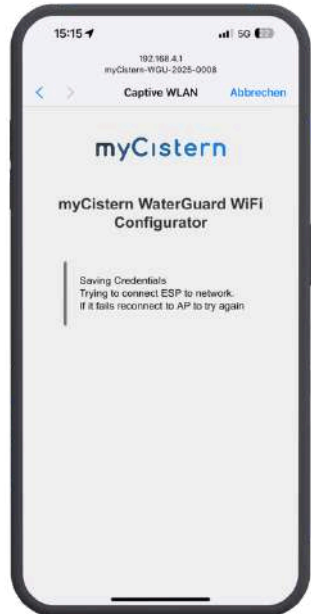 15:15
5G
192.168.4.1
myCistern-WGU-2025-0008
Captive WLAN
Abbrechen
myCistern
myCistern WaterGuard WiFi
Configurator
Saving Credentials
Trying to connect ESP to network.
If it fails reconnect to AP to try again